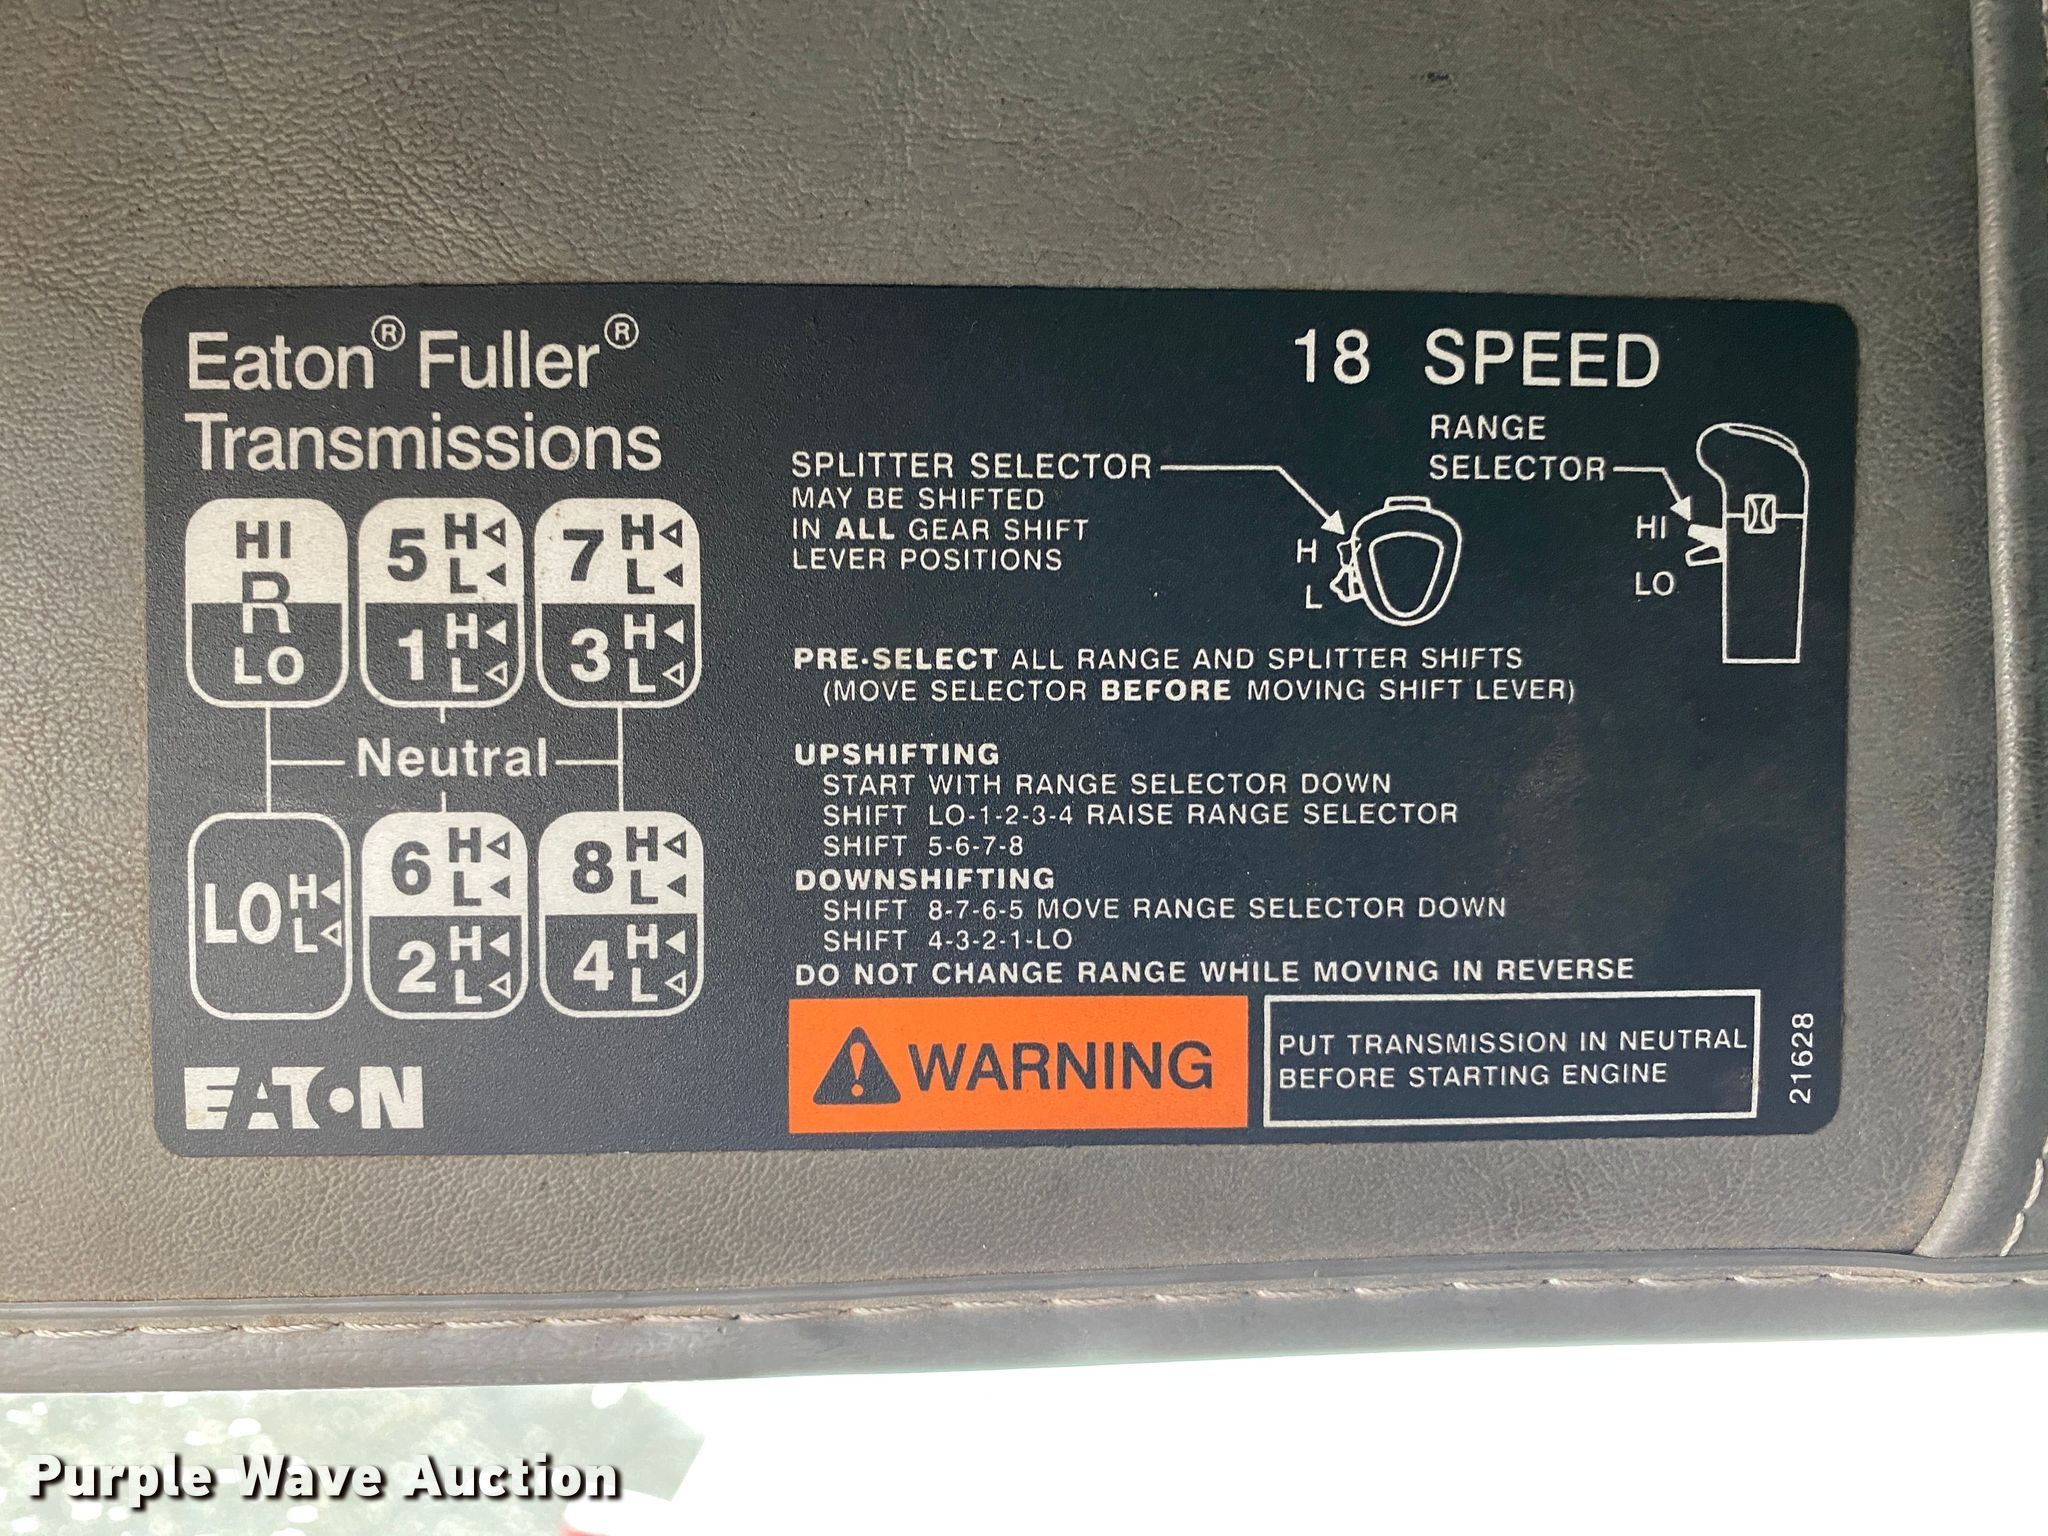 Eaton® Fuller®
Transmissions
18 SPEED
HI
R
LO
5 H
L
1 H
L
7 H
L
3 H
L
Neutral
LO H
L
6 H
L
2 H
L
8 H
L
4 H
L
EATON
SPLITTER SELECTOR
MAY BE SHIFTED
IN ALL GEAR SHIFT
LEVER POSITIONS
H
L
RANGE
SELECTOR
HI
LO
PRE-SELECT ALL RANGE AND SPLITTER SHIFTS
(MOVE SELECTOR BEFORE MOVING SHIFT LEVER)
UPSHIFTING
START WITH RANGE SELECTOR DOWN
SHIFT LO-1-2-3-4 RAISE RANGE SELECTOR
SHIFT 5-6-7-8
DOWNSHIFTING
SHIFT 8-7-6-5 MOVE RANGE SELECTOR DOWN
SHIFT 4-3-2-1-LO
DO NOT CHANGE RANGE WHILE MOVING IN REVERSE
WARNING
PUT TRANSMISSION IN NEUTRAL
BEFORE STARTING ENGINE
21628
Purple Wave Auction